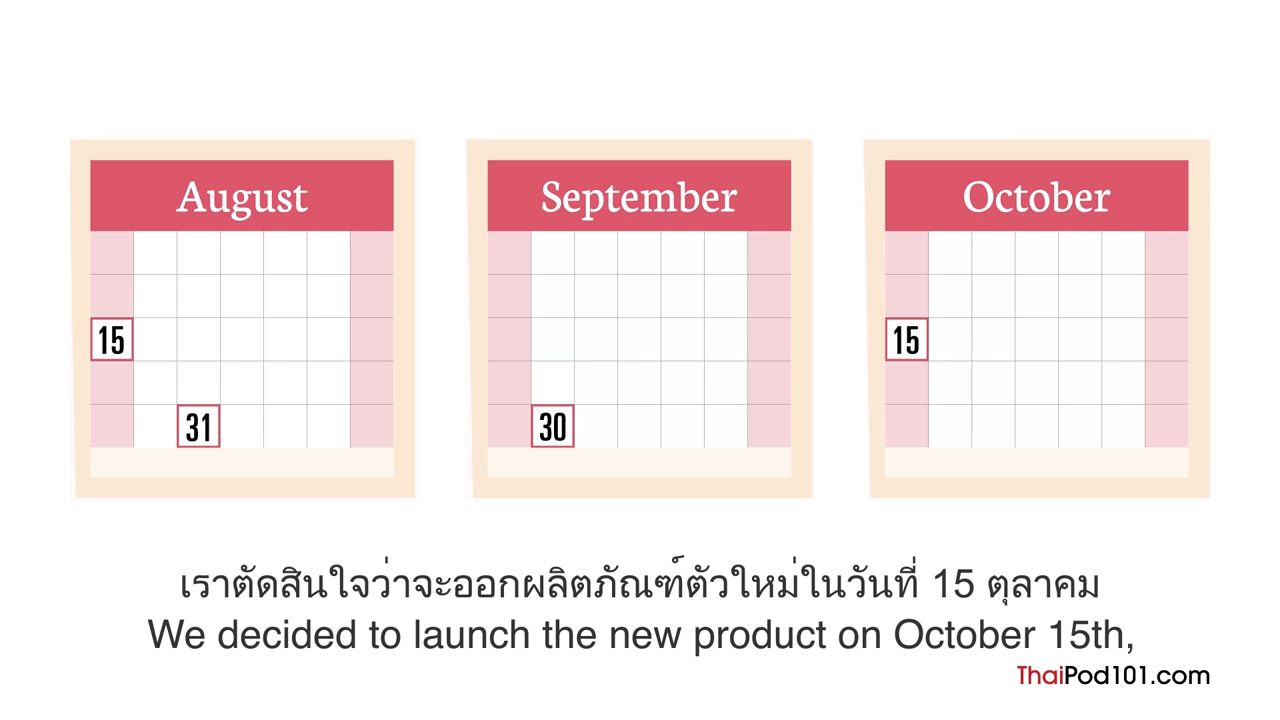 August
September
October
15
15
31
30
เราตัดสินใจว่าจะออกผลิตภัณฑ์ตัวใหม่ในวันที่ 15 ตุลาคม
We decided to launch the new product on October 15th,
ThaiPod101.com